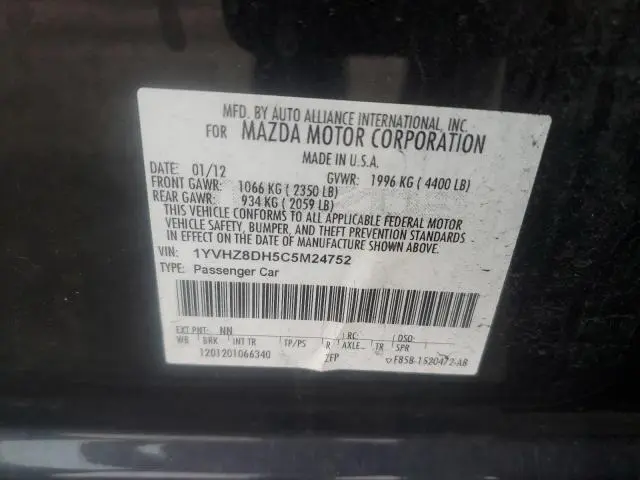 MFD. BY AUTO ALLIANCE INTERNATIONAL, INC.
FOR MAZDA MOTOR CORPORATION
MADE IN U.S.A.
DATE: 01/12 GVWR: 1996 KG ( 4400 LB)
FRONT GAWR: 1066 KG ( 2350 LB)
REAR GAWR: 934 KG ( 2059 LB)
THIS VEHICLE CONFORMS TO ALL APPLICABLE FEDERAL MOTOR
VEHICLE SAFETY, BUMPER, AND THEFT PREVENTION STANDARDS
IN EFFECT ON THE DATE OF MANUFACTURE SHOWN ABOVE.
VIN: 1YVHZ8DH5C5M24752
TYPE: Passenger Car
EXT PNT: NN RC: DSO:
WB BRK INT TR TP/PS R AXLE TR SPR
1201201066340 ZFP F85B-1520472-AB